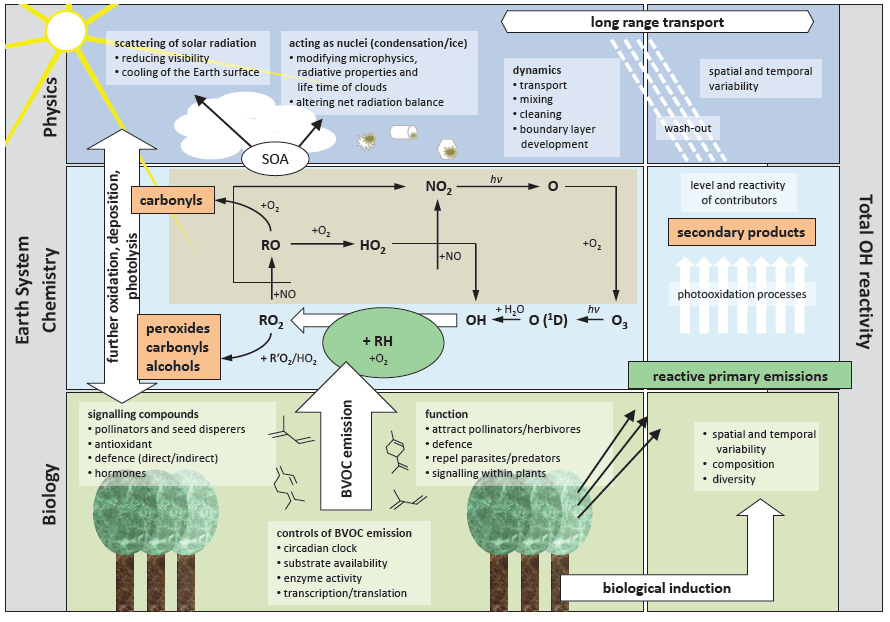 long range transport
scattering of solar radiation
• reducing visibility
• cooling of the Earth surface
acting as nuclei (condensation/ice)
• modifying microphysics,
radiative properties and
life time of clouds
• altering net radiation balance
dynamics
• transport
• mixing
• cleaning
• boundary layer
development
spatial and temporal
variability
wash-out
SOA
Physics
Earth System
Chemistry
Biology
Total OH reactivity
further oxidation, deposition,
photolysis
carbonyls
+O₂
RO
+O₂
HO₂
NO₂
hv
O
+O₂
+NO
+NO
RO₂
+ R'O₂/HO₂
peroxides
carbonyls
alcohols
+ RH
+O₂
OH
+ H₂O
O (¹D)
hv
O₃
level and reactivity
of contributors
secondary products
photooxidation processes
reactive primary emissions
signalling compounds
• pollinators and seed disperers
• antioxidant
• defence (direct/indirect)
• hormones
BVOC emission
function
• attract pollinators/herbivores
• defence
• repel parasites/predators
• signalling within plants
• spatial and temporal
variability
• composition
• diversity
controls of BVOC emission
• circadian clock
• substrate availability
• enzyme activity
• transcription/translation
biological induction